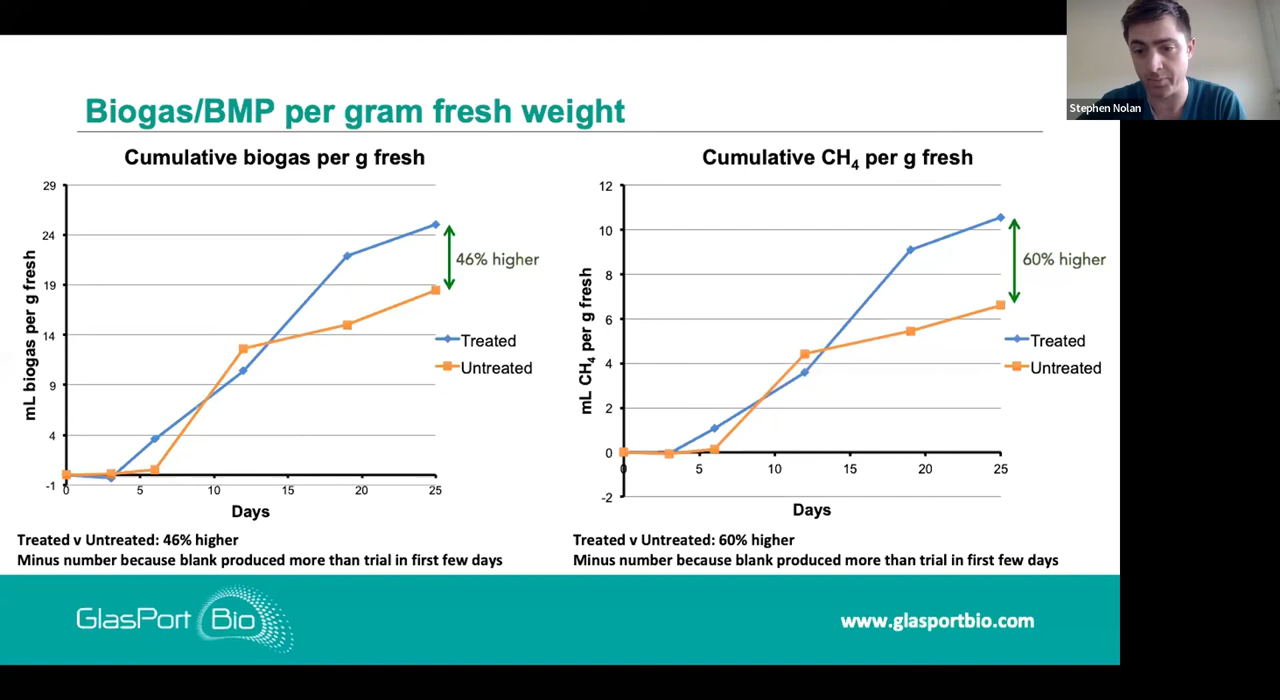 Stephen Nolan
Biogas/BMP per gram fresh weight
Cumulative biogas per g fresh
29
24
19
14
9
4
-1
0
5
10
15
20
25
mL biogas per g fresh
Days
46% higher
Treated
Untreated
Treated v Untreated: 46% higher
Minus number because blank produced more than trial in first few days
Cumulative CH₄ per g fresh
12
10
8
6
4
2
0
-2
0
5
10
15
20
25
mL CH₄ per g fresh
Days
60% higher
Treated
Untreated
Treated v Untreated: 60% higher
Minus number because blank produced more than trial in first few days
GlasPort Bio
www.glasportbio.com